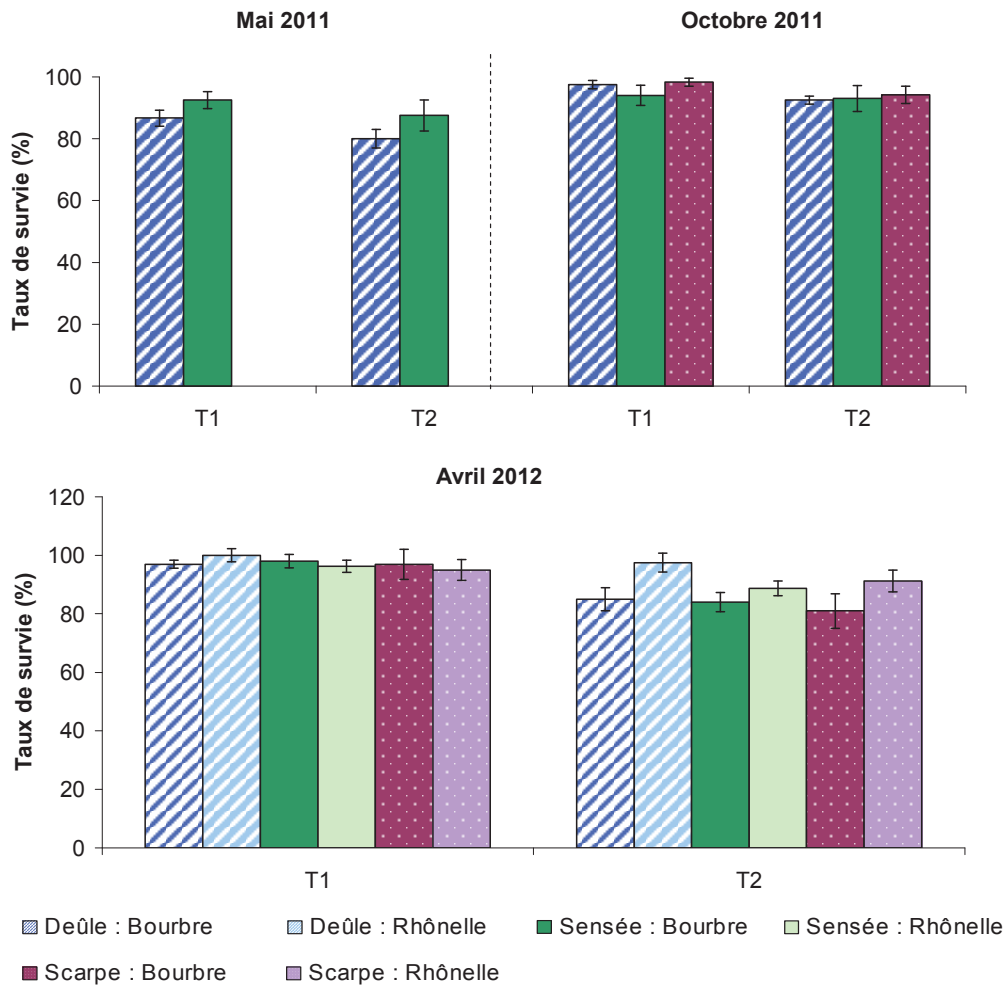 Mai 2011
Octobre 2011
Taux de survie (%)
100
80
60
40
20
0
T1
T2
T1
T2
Avril 2012
Taux de survie (%)
120
100
80
60
40
20
0
T1
T2
Deûle : Bourbre
Deûle : Rhônelle
Sensée : Bourbre
Sensée : Rhônelle
Scarpe : Bourbre
Scarpe : Rhônelle